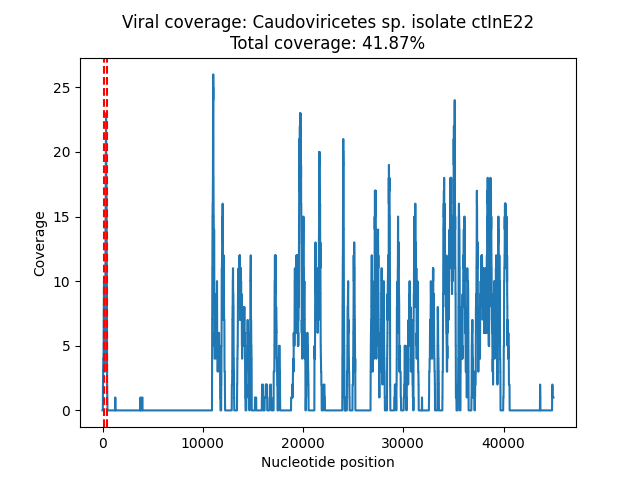 Viral coverage: Caudoviricetes sp. isolate ctInE22
Total coverage: 41.87%
25
20
15
10
5
0
Coverage
0 10000 20000 30000 40000
Nucleotide position